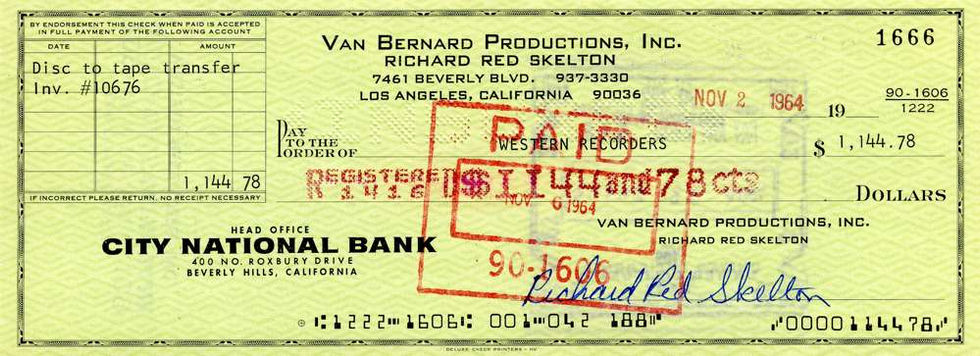 BY ENDORSEMENT THIS CHECK WHEN PAID IS ACCEPTED
IN FULL PAYMENT OF THE FOLLOWING ACCOUNT
DATE AMOUNT
Disc to tape transfer
Inv. #10676
1,144 78
IF INCORRECT PLEASE RETURN. NO RECEIPT NECESSARY
VAN BERNARD PRODUCTIONS, INC.
RICHARD RED SKELTON
7461 BEVERLY BLVD. 937-3330
LOS ANGELES, CALIFORNIA 90036
1666
NOV 2 1964 19
90-1606
1222
PAY
TO THE
ORDER OF
WESTERN RECORDERS
$ 1,144.78
PAID
NOV 6 1964
90-1606
REGISTERED
1416
$1144 and 78 cts
DOLLARS
HEAD OFFICE
CITY NATIONAL BANK
400 NO. ROXBURY DRIVE
BEVERLY HILLS, CALIFORNIA
VAN BERNARD PRODUCTIONS, INC.
RICHARD RED SKELTON
Richard Red Skelton
⑆1222⑉1606⑆ 001⑉042 188⑈ ⑈0000114478⑈
DELUXE CHECK PRINTERS